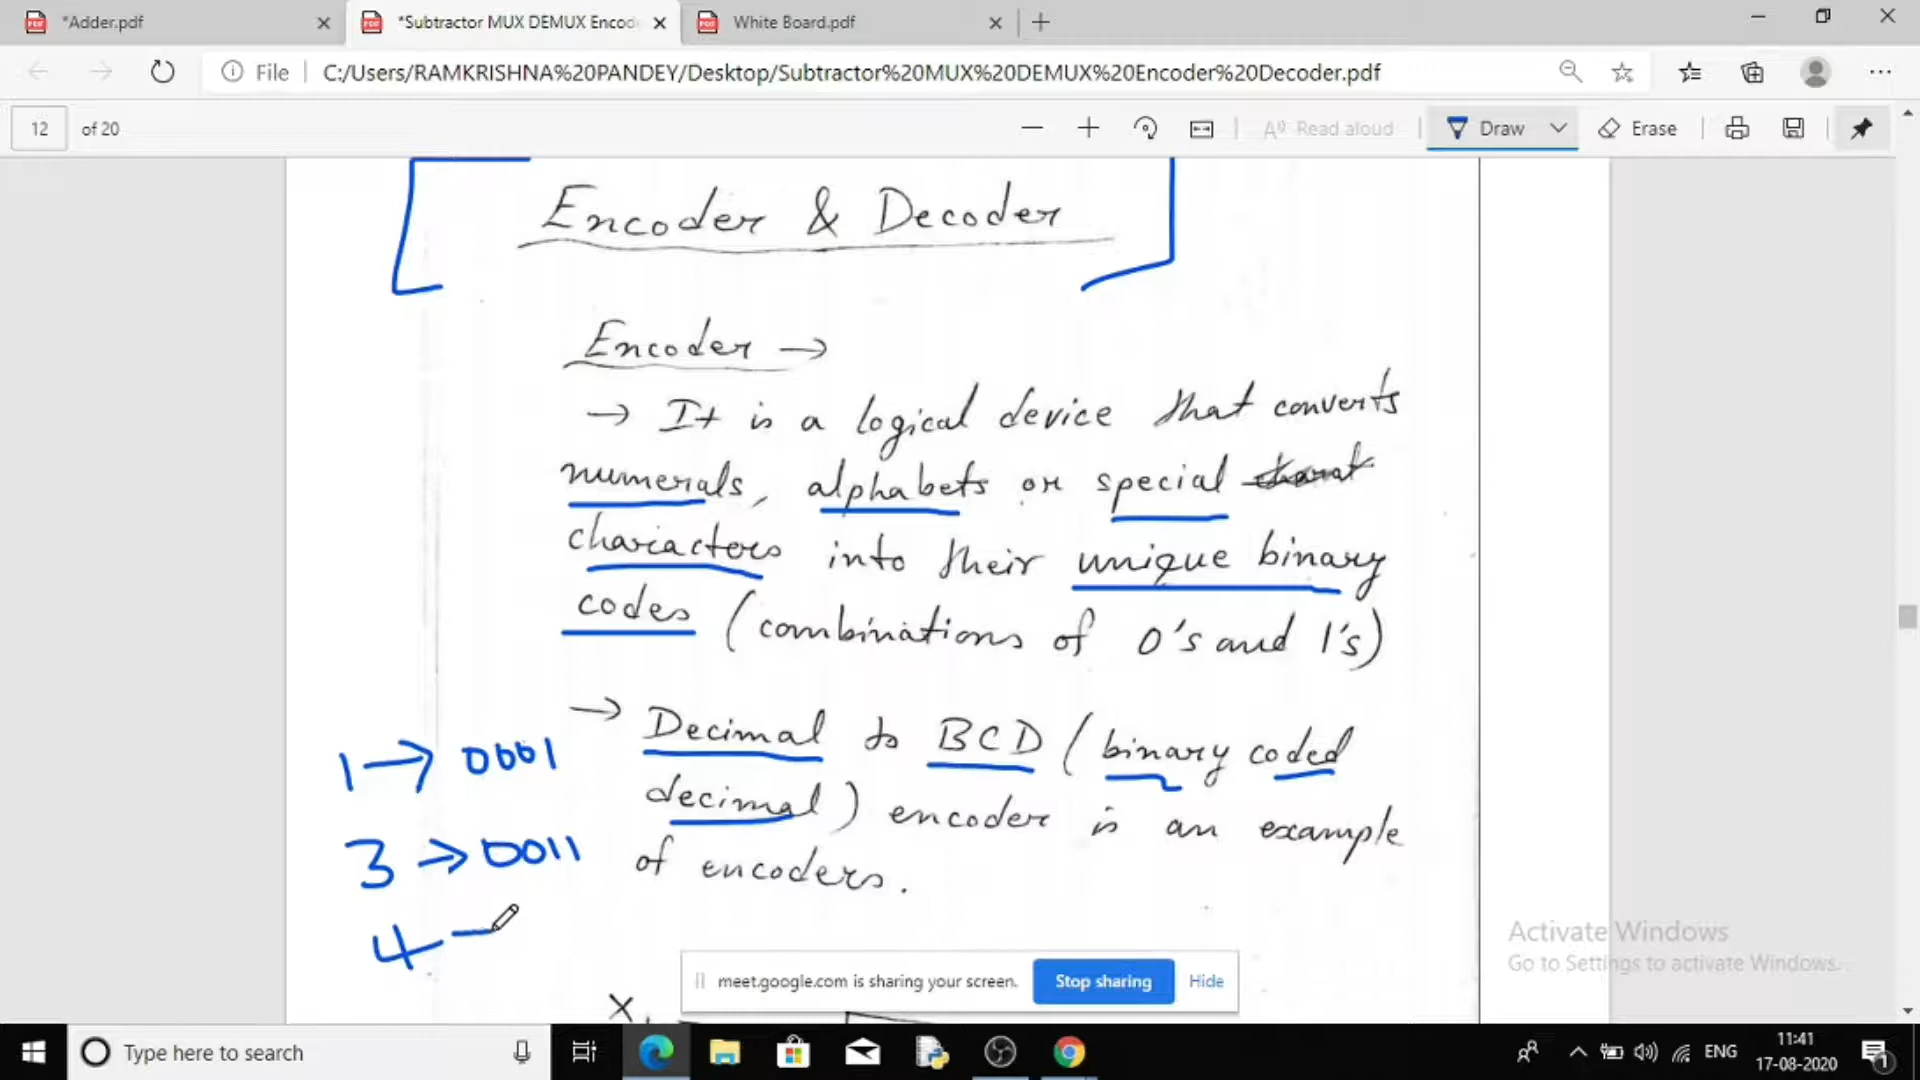 *Adder.pdf
*Subtractor MUX DEMUX Encod
White Board.pdf
File
C:/Users/RAMKRISHNA%20PANDEY/Desktop/Subtractor%20MUX%20DEMUX%20Encoder%20Decoder.pdf
12 of 20
Read aloud
Draw
Erase
Encoder & Decoder
Encoder →
→ It is a logical device that converts
numerals, alphabets or special
characters into their unique binary
codes (combinations of 0's and 1's)
→ Decimal to BCD (binary coded
decimal) encoder is an example
of encoders.
1 → 0001
3 → 0011
4 -
X
Activate Windows
Go to Settings to activate Windows.
meet.google.com is sharing your screen.
Stop sharing
Hide
Type here to search
ENG
11:41
17-08-2020
1